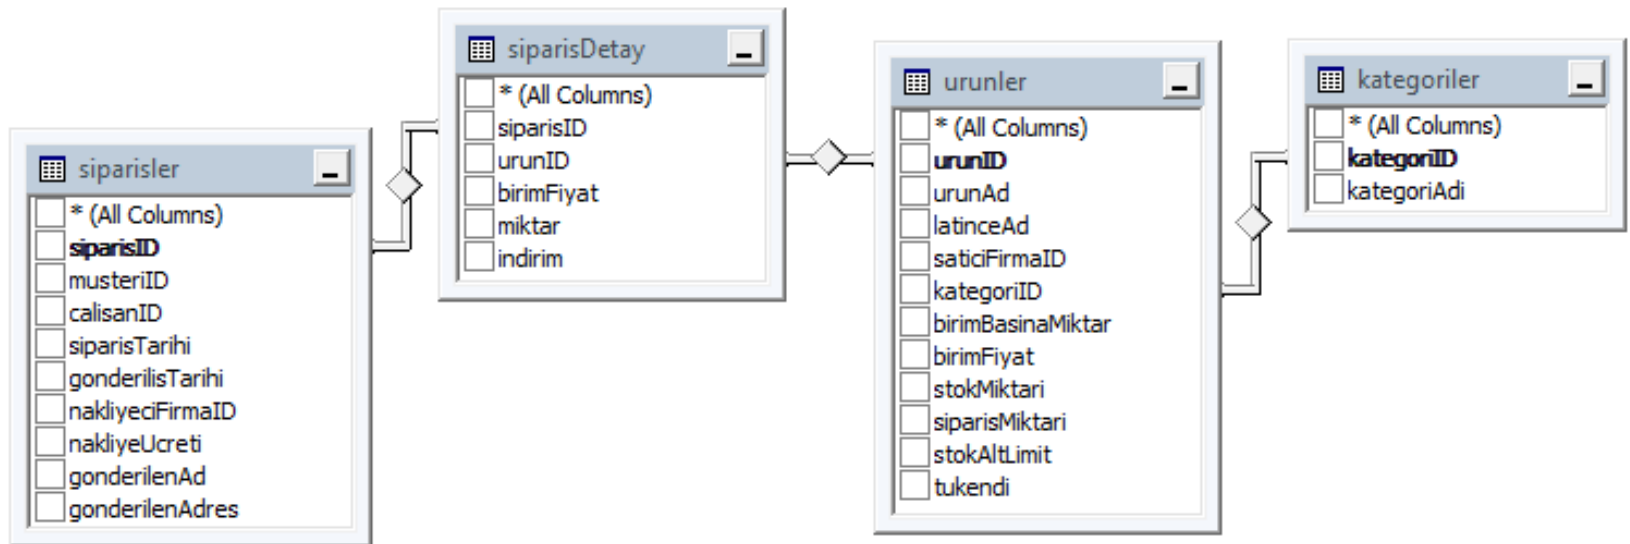 siparisler
* (All Columns)
siparisID
musteriID
calisanID
siparisTarihi
gonderilisTarihi
nakliyeciFirmaID
nakliyeUcreti
gonderilenAd
gonderilenAdres
siparisDetay
* (All Columns)
siparisID
urunID
birimFiyat
miktar
indirim
urunler
* (All Columns)
urunID
urunAd
latinceAd
saticiFirmaID
kategoriID
birimBasinaMiktar
birimFiyat
stokMiktari
siparisMiktari
stokAltLimit
tukendi
kategoriler
* (All Columns)
kategoriID
kategoriAdi